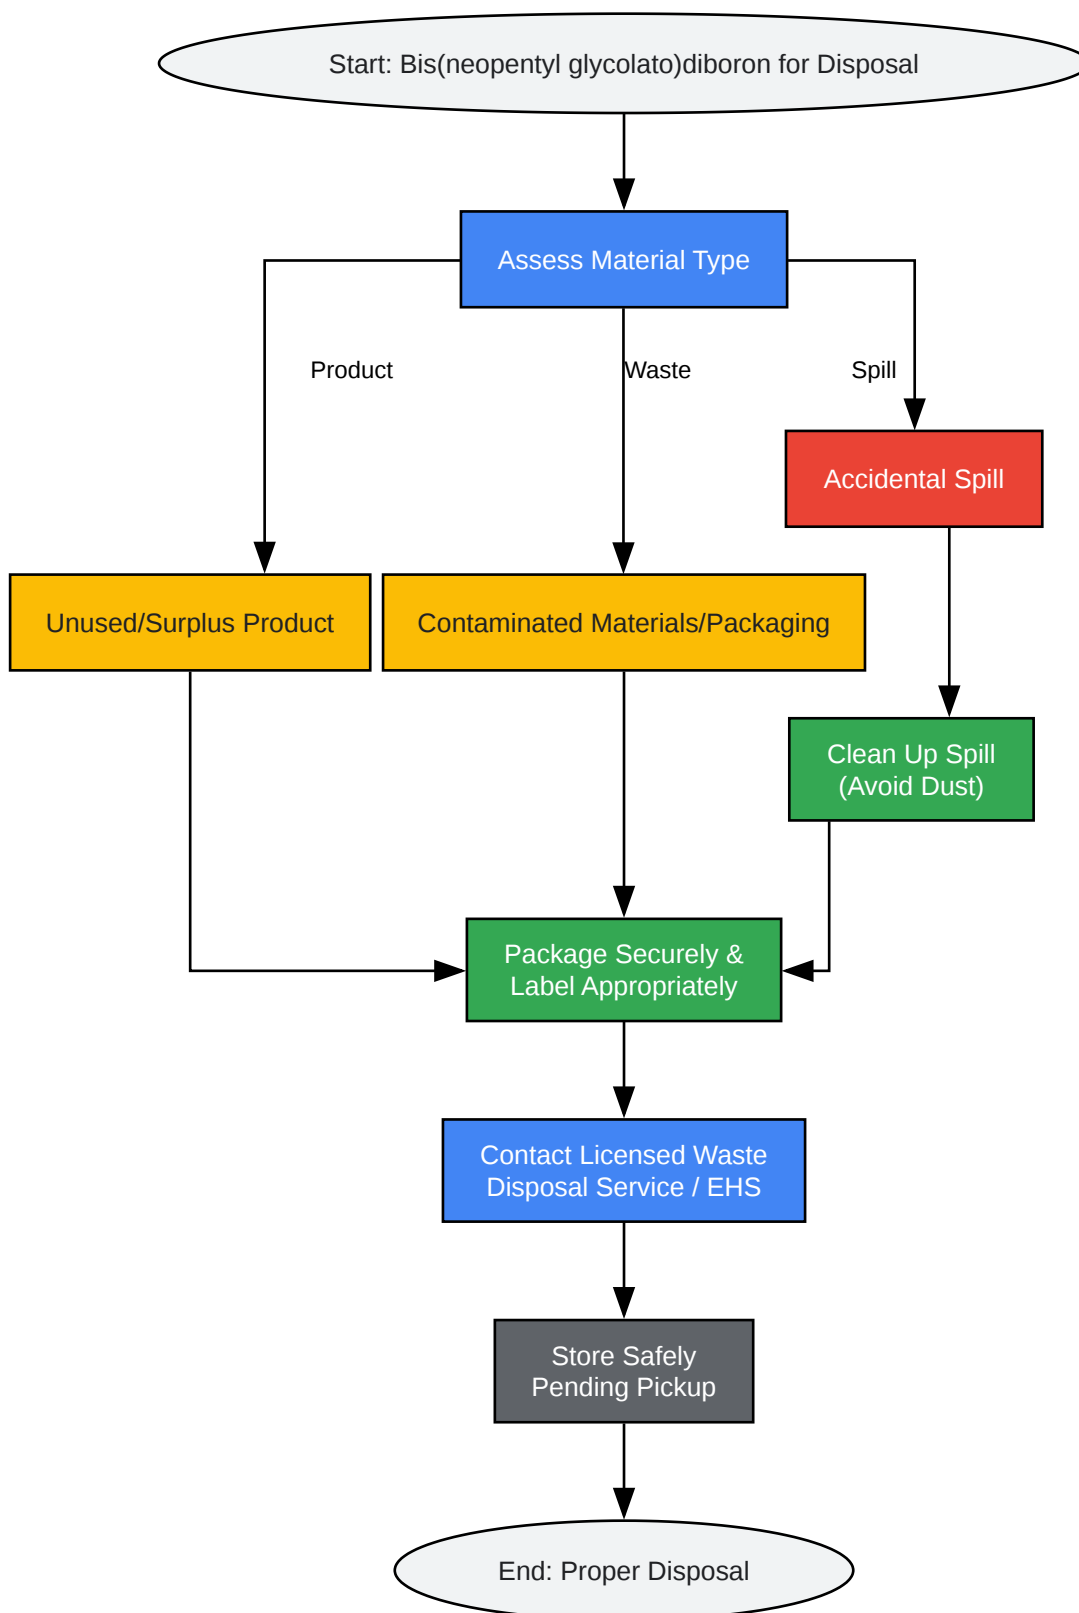 Start: Bis(neopentyl glycolato)diboron for Disposal
Assess Material Type
Product
Waste
Spill
Accidental Spill
Unused/Surplus Product
Contaminated Materials/Packaging
Clean Up Spill
(Avoid Dust)
Package Securely &
Label Appropriately
Contact Licensed Waste
Disposal Service / EHS
Store Safely
Pending Pickup
End: Proper Disposal